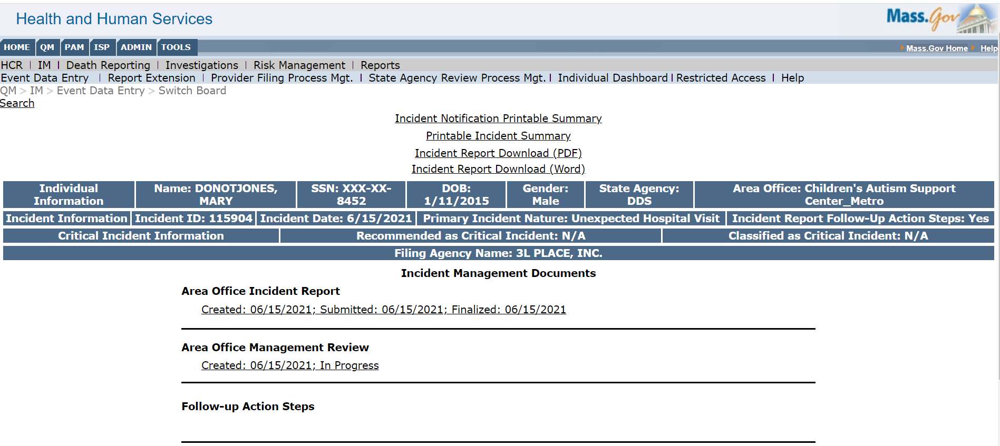 Health and Human Services
Mass.Gov
HOME QM PAM ISP ADMIN TOOLS
Mass.Gov Home Help
HCR | IM | Death Reporting | Investigations | Risk Management | Reports
Event Data Entry | Report Extension | Provider Filing Process Mgt. | State Agency Review Process Mgt. | Individual Dashboard | Restricted Access | Help
QM > IM > Event Data Entry > Switch Board
Search
Incident Notification Printable Summary
Printable Incident Summary
Incident Report Download (PDF)
Incident Report Download (Word)
Individual Information Name: DONOTJONES, MARY SSN: XXX-XX-8452 DOB: 1/11/2015 Gender: Male State Agency: DDS Area Office: Children's Autism Support Center_Metro
Incident Information Incident ID: 115904 Incident Date: 6/15/2021 Primary Incident Nature: Unexpected Hospital Visit Incident Report Follow-Up Action Steps: Yes
Critical Incident Information Recommended as Critical Incident: N/A Classified as Critical Incident: N/A
Filing Agency Name: 3L PLACE, INC.
Incident Management Documents
Area Office Incident Report
Created: 06/15/2021; Submitted: 06/15/2021; Finalized: 06/15/2021
Area Office Management Review
Created: 06/15/2021; In Progress
Follow-up Action Steps